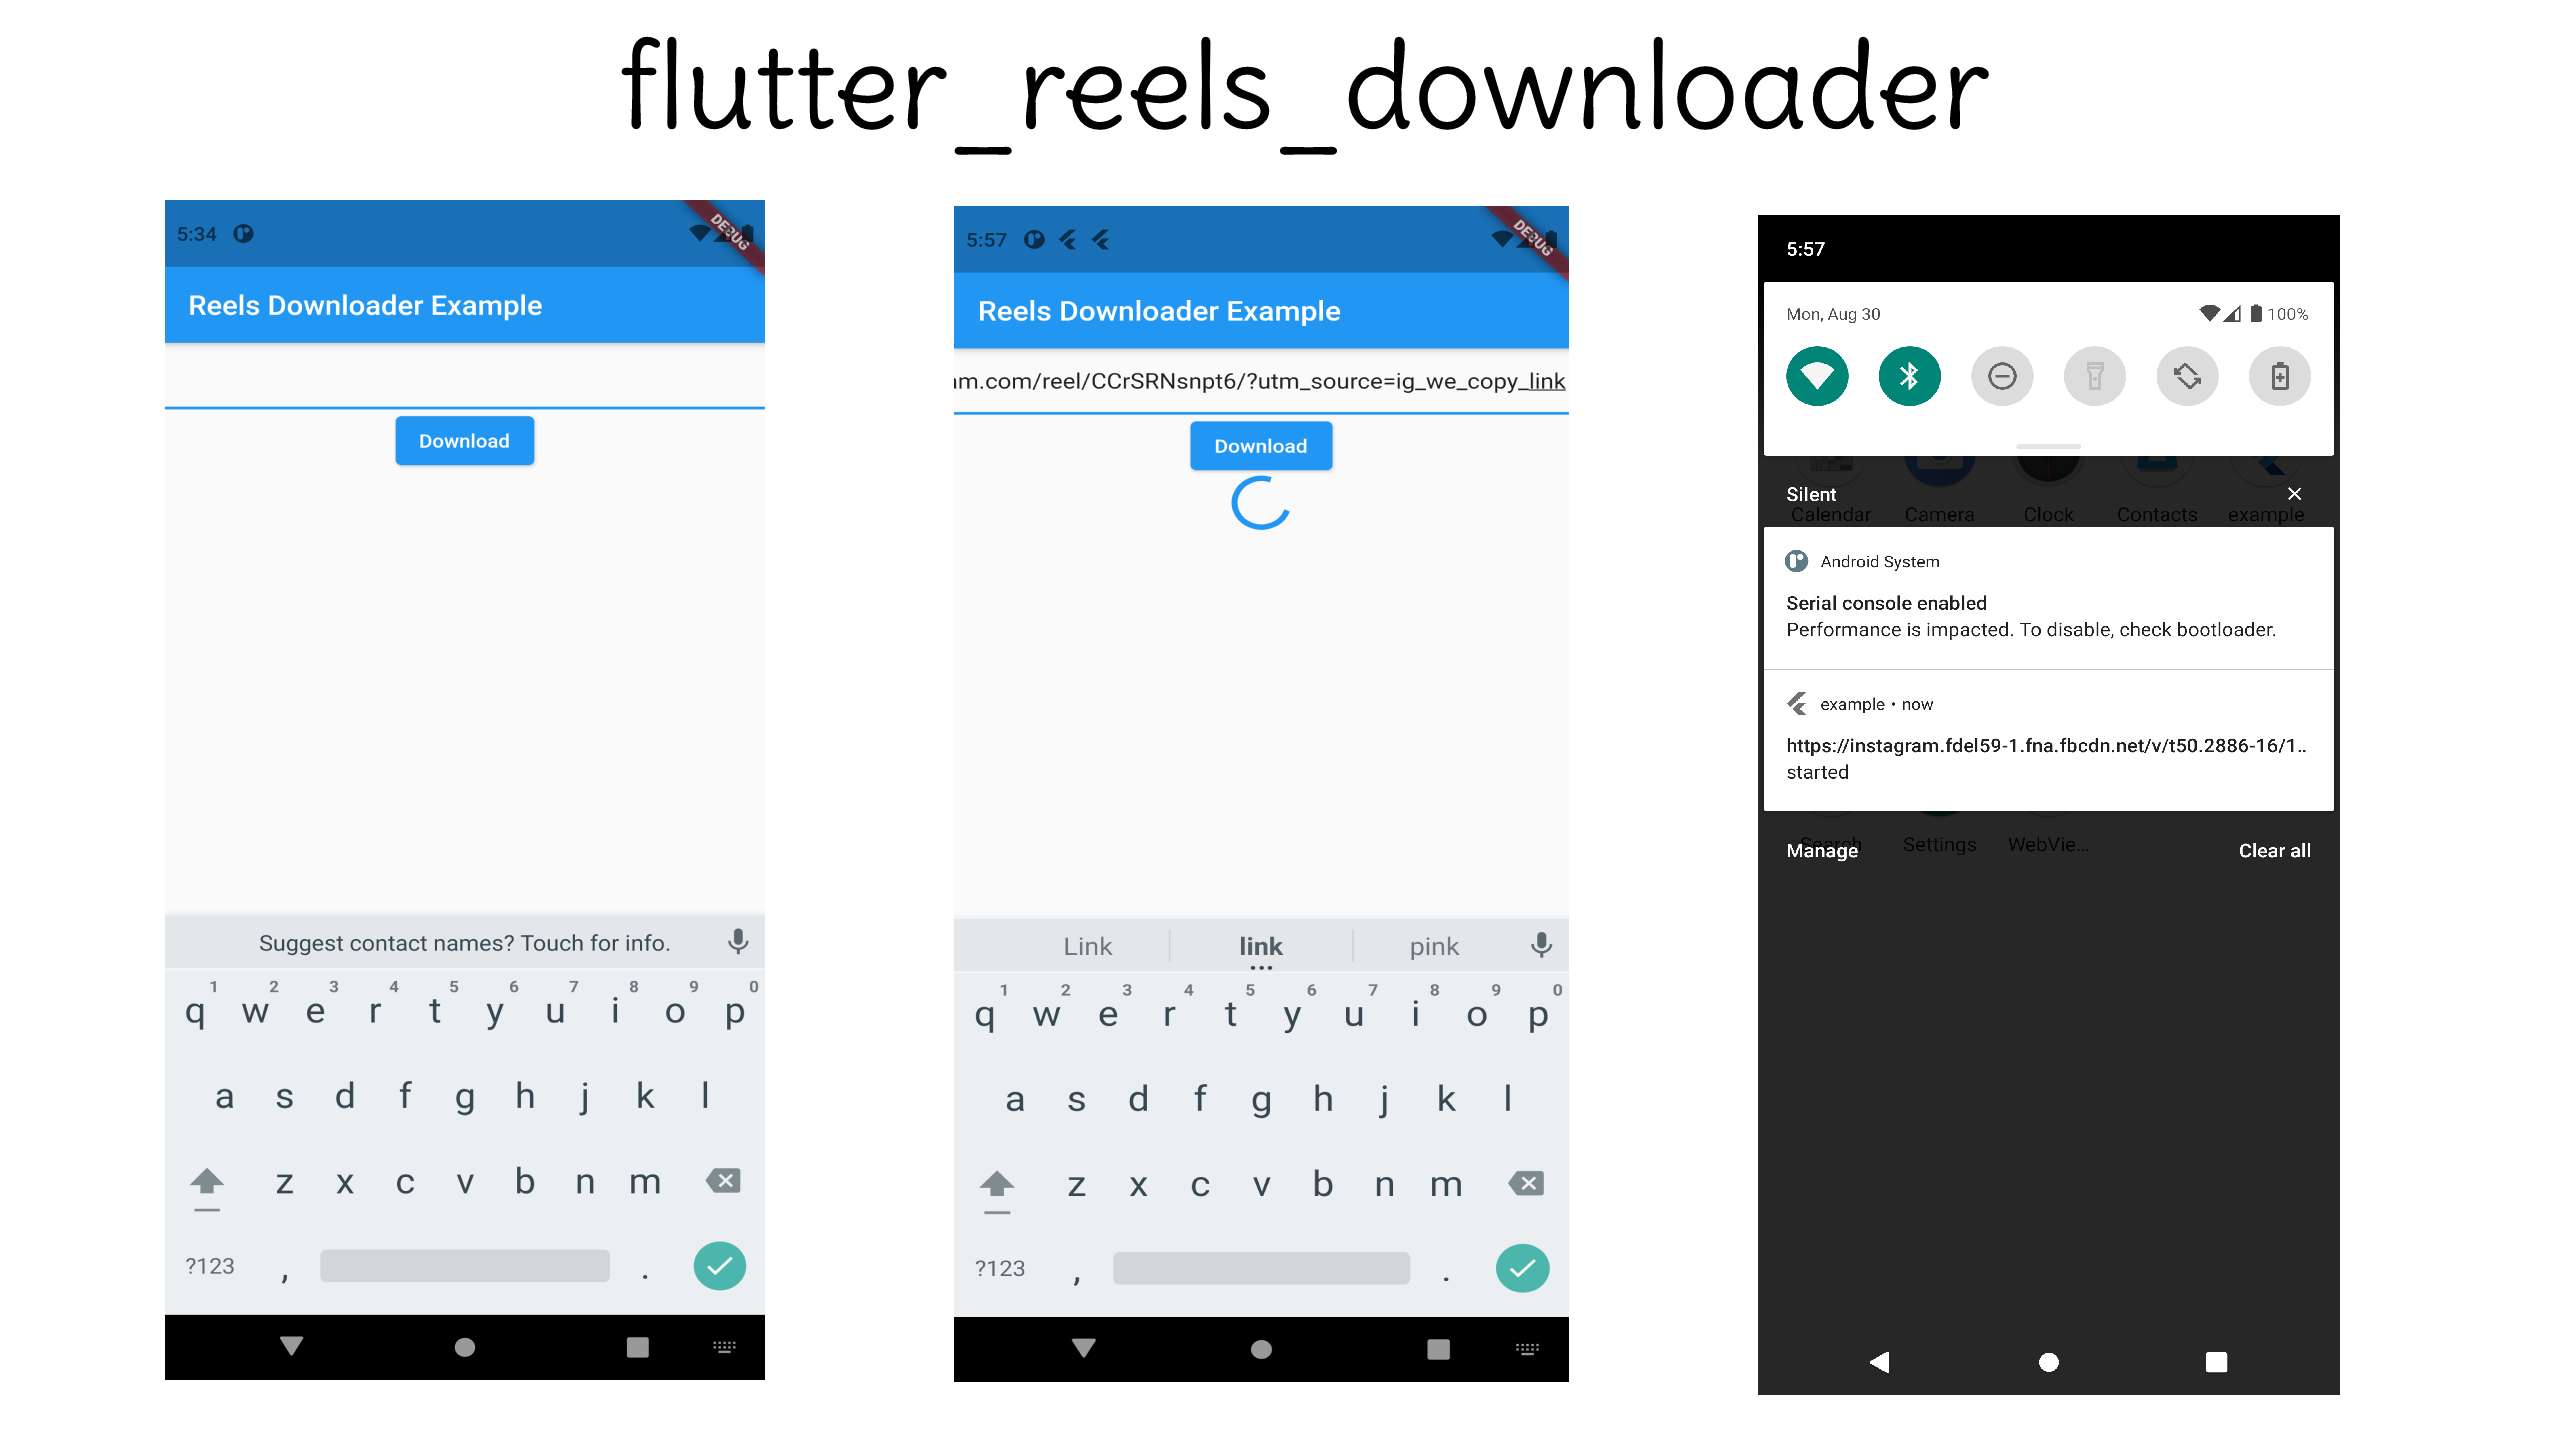 flutter_reels_downloader
5:34
DEBUG
Reels Downloader Example
Download
Suggest contact names? Touch for info.
1 2 3 4 5 6 7 8 9 0
q w e r t y u i o p
a s d f g h j k l
z x c v b n m
?123 , .
5:57
DEBUG
Reels Downloader Example
am.com/reel/CCrSRNsnpt6/?utm_source=ig_we_copy_link
Download
Link link pink
1 2 3 4 5 6 7 8 9 0
q w e r t y u i o p
a s d f g h j k l
z x c v b n m
?123 , .
5:57
Mon, Aug 30 100%
Silent
Calendar Camera Clock Contacts example
Android System
Serial console enabled
Performance is impacted. To disable, check bootloader.
example • now
https://instagram.fdel59-1.fna.fbcdn.net/v/t50.2886-16/1..
started
Search Settings WebVie...
Manage Clear all